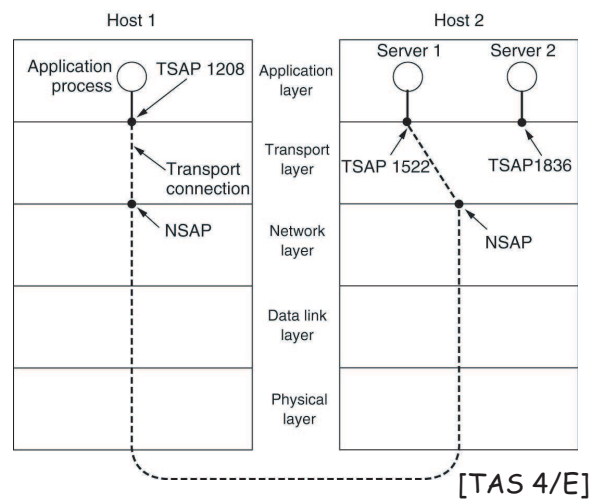 Host 1
Host 2
Application
process
TSAP 1208
Application
layer
Server 1
Server 2
Transport
connection
Transport
layer
TSAP 1522
TSAP1836
NSAP
Network
layer
NSAP
Data link
layer
Physical
layer
[TAS 4/E]